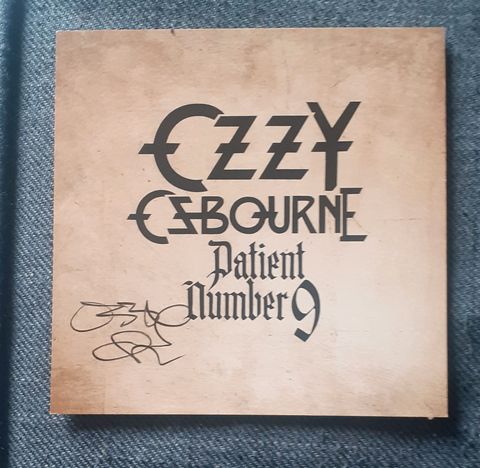 OZZY
OSBOURNE
Patient
Number 9